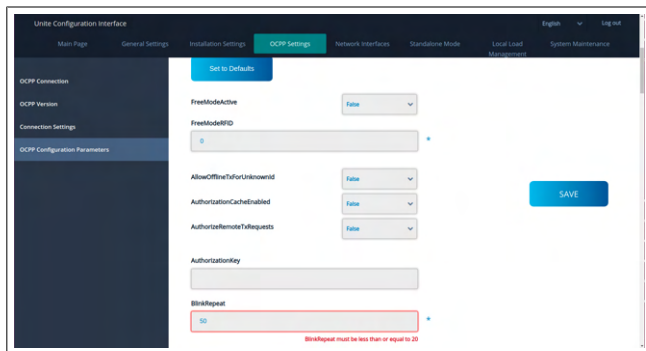 Unite Configuration Interface
English
Log out
Main Page
General Settings
Installation Settings
OCPP Settings
Network Interfaces
Standalone Mode
Local Load
Management
System Maintenance
OCPP Connection
OCPP Version
Connection Settings
OCPP Configuration Parameters
Set to Defaults
FreeModeActive
False
FreeModeRFID
0
*
AllowOfflineTxForUnknownId
False
AuthorizationCacheEnabled
False
AuthorizeRemoteTxRequests
False
SAVE
AuthorizationKey
BlinkRepeat
50
*
BlinkRepeat must be less than or equal to 20